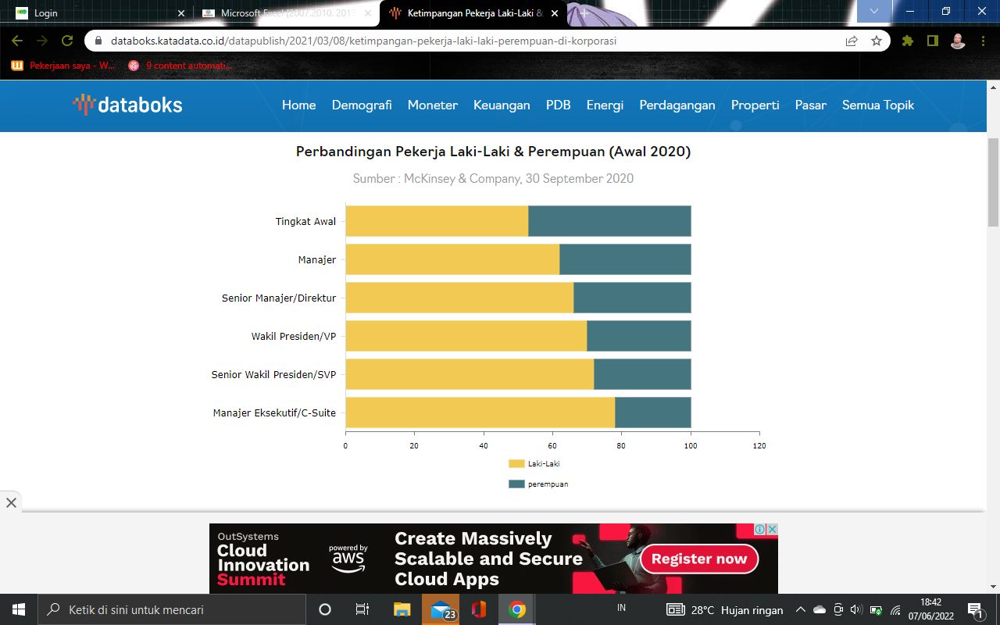 Login
Microsoft Excel [2007,2010, 2013
Ketimpangan Pekerja Laki-Laki &
databoks.katadata.co.id/datapublish/2021/03/08/ketimpangan-pekerja-laki-laki-perempuan-di-korporasi
Pekerjaan saya - W...
9 content automati...
databoks
Home
Demografi
Moneter
Keuangan
PDB
Energi
Perdagangan
Properti
Pasar
Semua Topik
Perbandingan Pekerja Laki-Laki & Perempuan (Awal 2020)
Sumber : McKinsey & Company, 30 September 2020
Tingkat Awal
Manajer
Senior Manajer/Direktur
Wakil Presiden/VP
Senior Wakil Presiden/SVP
Manajer Eksekutif/C-Suite
0 20 40 60 80 100 120
Laki-Laki
perempuan
OutSystems
Cloud
Innovation
Summit
powered by
aws
Create Massively
Scalable and Secure
Cloud Apps
Register now
Ketik di sini untuk mencari
23
IN
28°C Hujan ringan
18:42
07/06/2022
1